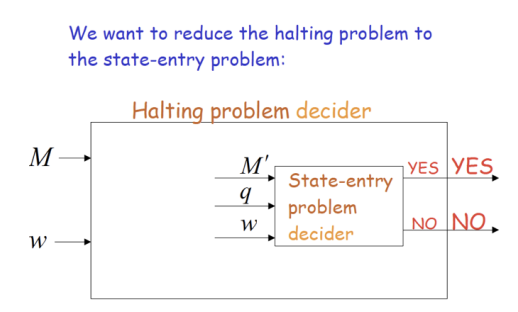 We want to reduce the halting problem to
the state-entry problem:
Halting problem decider
M
w
M′
q
w
State-entry
problem
decider
YES YES
NO NO